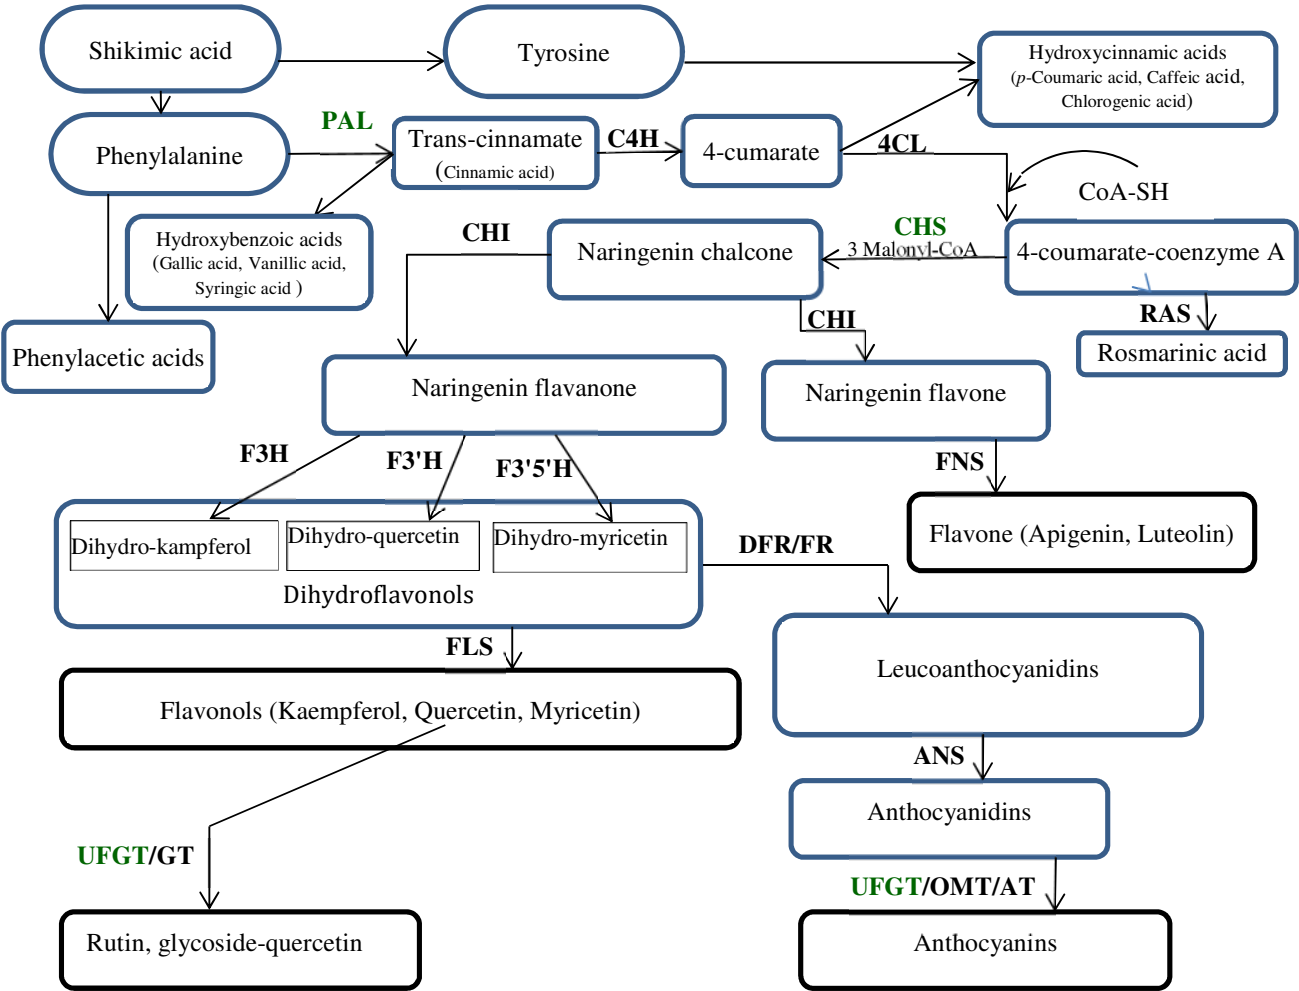 Shikimic acid
Tyrosine
Hydroxycinnamic acids
(p-Coumaric acid, Caffeic acid,
Chlorogenic acid)
PAL
Phenylalanine
Trans-cinnamate
(Cinnamic acid)
C4H
4-cumarate
4CL
CoA-SH
Hydroxybenzoic acids
(Gallic acid, Vanillic acid,
Syringic acid )
CHI
Naringenin chalcone
CHS
3 Malonyl-CoA
4-coumarate-coenzyme A
RAS
Rosmarinic acid
CHI
Phenylacetic acids
Naringenin flavanone
Naringenin flavone
F3H
F3'H
F3'5'H
FNS
Flavone (Apigenin, Luteolin)
Dihydro-kampferol
Dihydro-quercetin
Dihydro-myricetin
Dihydroflavonols
DFR/FR
FLS
Leucoanthocyanidins
Flavonols (Kaempferol, Quercetin, Myricetin)
ANS
Anthocyanidins
UFGT/GT
UFGT/OMT/AT
Rutin, glycoside-quercetin
Anthocyanins